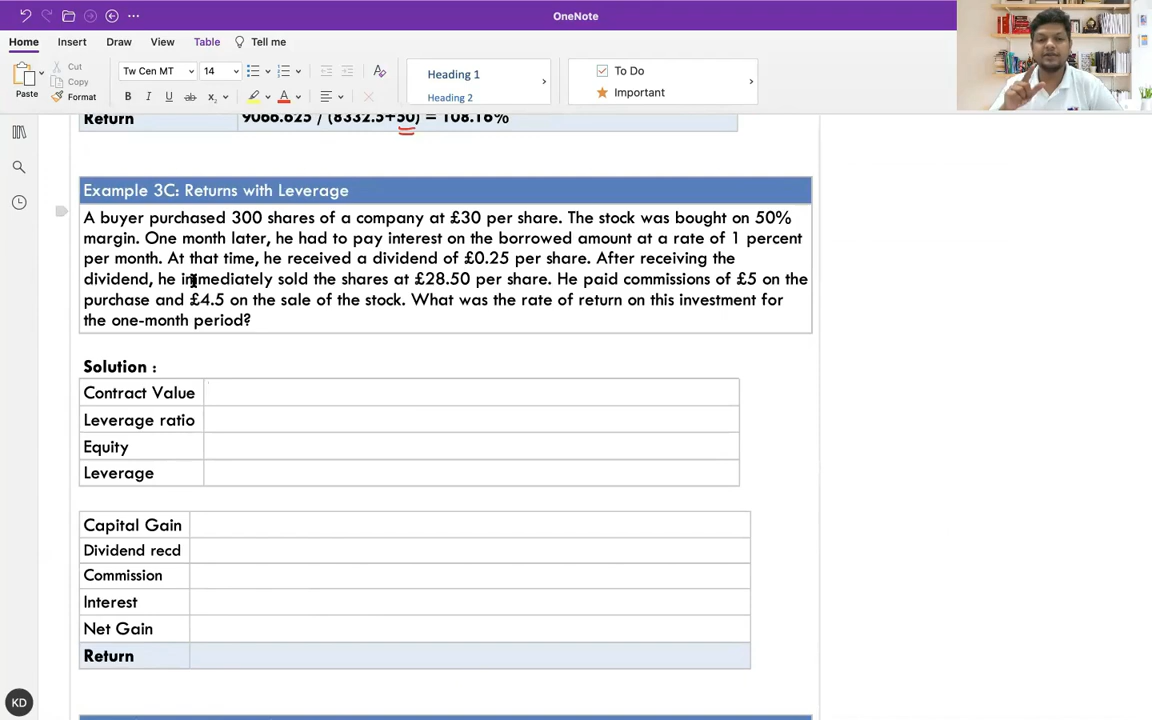 OneNote
Home Insert Draw View Table Tell me
Paste
Cut
Copy
Format
Tw Cen MT 14
B I U ab x₂ A
Heading 1
Heading 2
To Do
Important
Return 9066.625 / (8332.5+50) = 108.16%
Example 3C: Returns with Leverage
A buyer purchased 300 shares of a company at £30 per share. The stock was bought on 50%
margin. One month later, he had to pay interest on the borrowed amount at a rate of 1 percent
per month. At that time, he received a dividend of £0.25 per share. After receiving the
dividend, he immediately sold the shares at £28.50 per share. He paid commissions of £5 on the
purchase and £4.5 on the sale of the stock. What was the rate of return on this investment for
the one-month period?
Solution :
Contract Value
Leverage ratio
Equity
Leverage
Capital Gain
Dividend recd
Commission
Interest
Net Gain
Return
KD